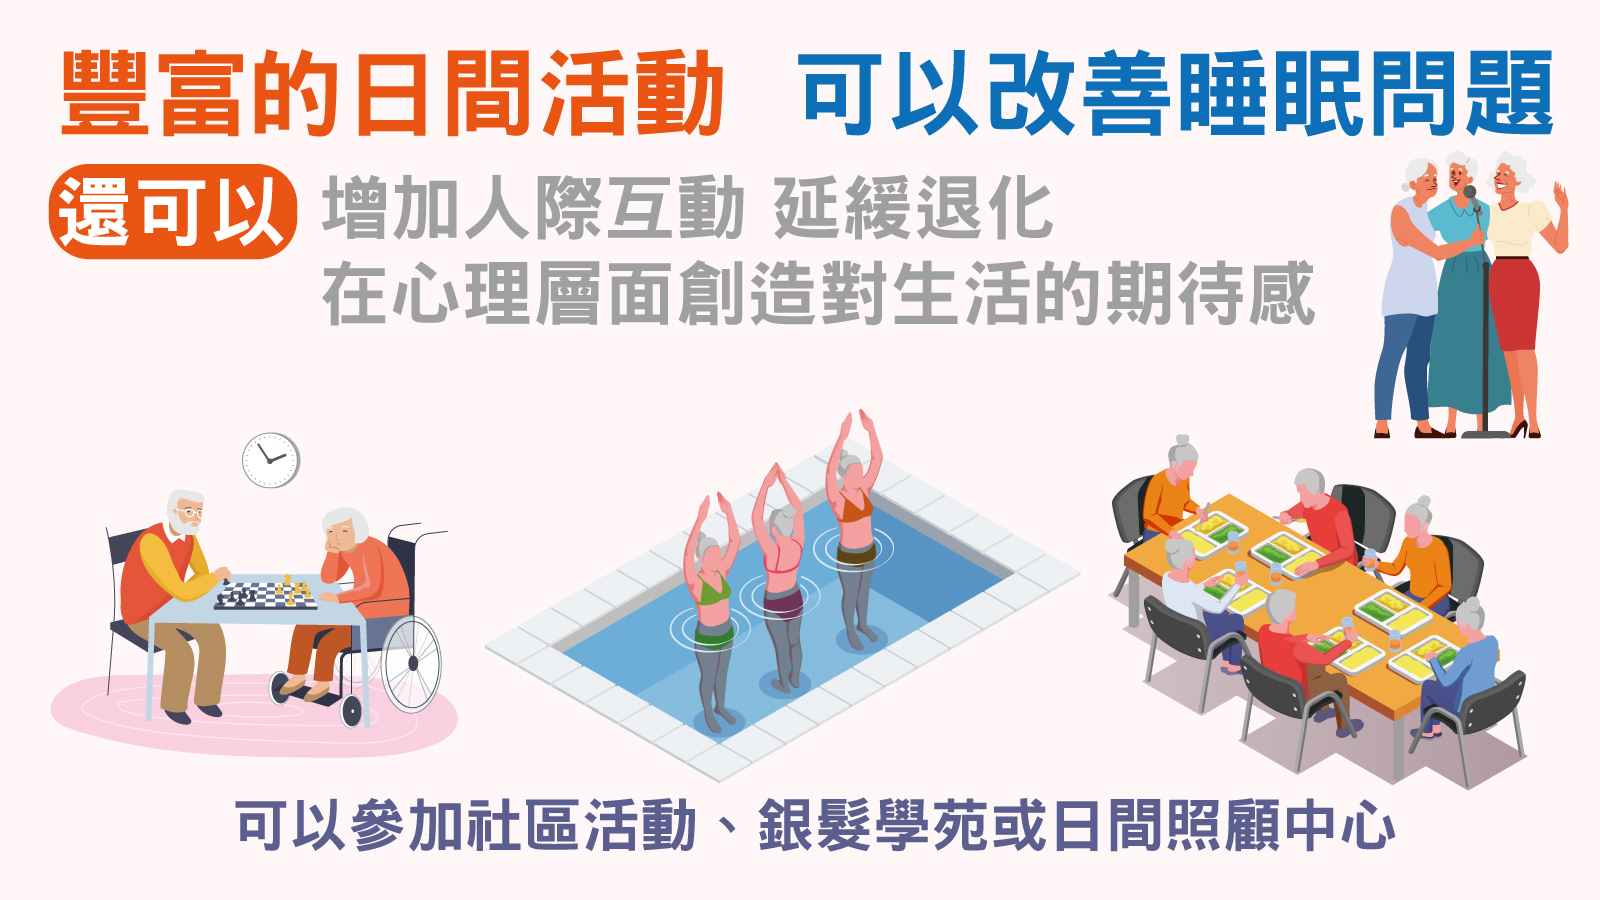 豐富的日間活動 可以改善睡眠問題
還可以 增加人際互動 延緩退化
在心理層面創造對生活的期待感
可以參加社區活動、銀髮學苑或日間照顧中心